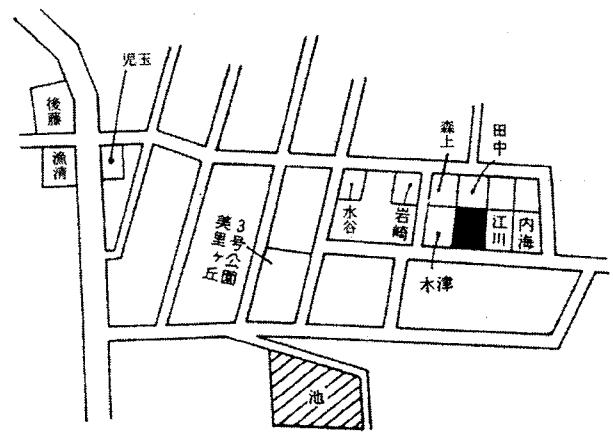 児玉
後藤
漁清
森上
田中
水谷
岩崎
江川
内海
木津
3号公園
美里ヶ丘
池